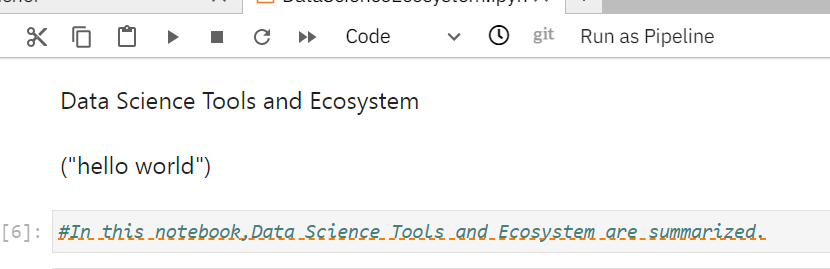 Code git Run as Pipeline
Data Science Tools and Ecosystem
("hello world")
[6]: #In this notebook,Data Science Tools and Ecosystem are summarized.